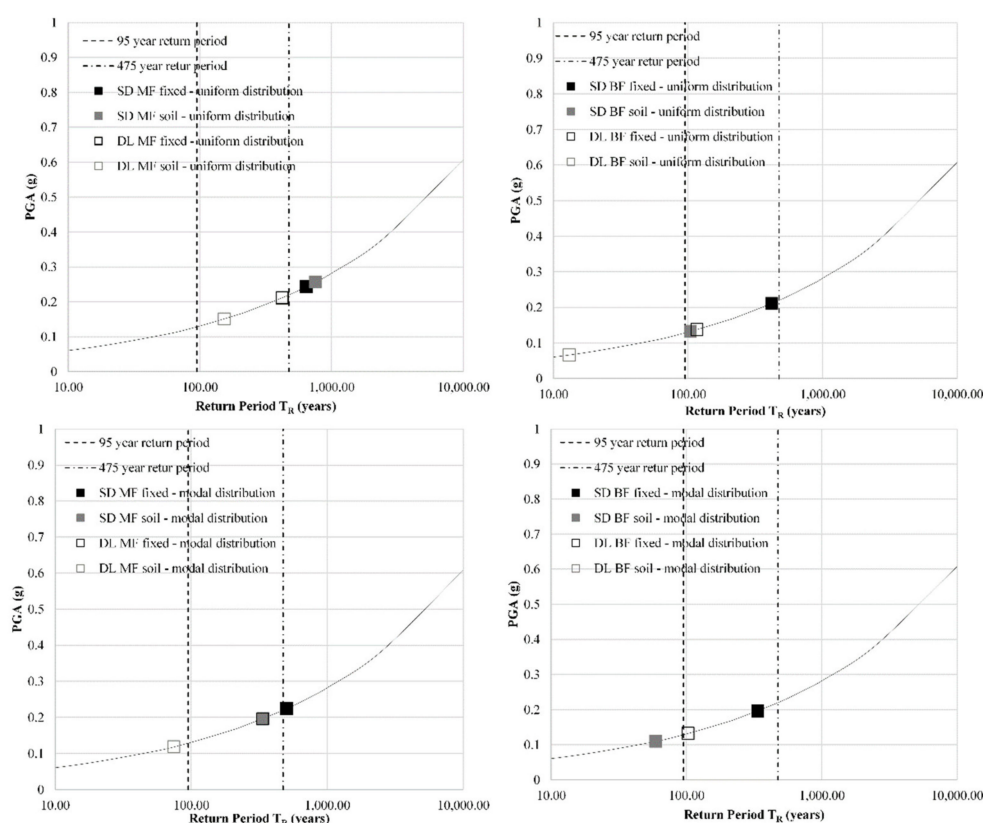 1
0.9
0.8
0.7
0.6
0.5
0.4
0.3
0.2
0.1
0
PGA (g)
95 year return period
475 year retur period
SD MF fixed - uniform distribution
SD MF soil - uniform distribution
DL MF fixed - uniform distribution
DL MF soil - uniform distribution
10.00 100.00 1,000.00 10,000.00
Return Period TR (years)
1
0.9
0.8
0.7
0.6
0.5
0.4
0.3
0.2
0.1
0
PGA (g)
95 year return period
475 year retur period
SD BF fixed - uniform distribution
SD BF soil - uniform distribution
DL BF fixed - uniform distribution
DL BF soil - uniform distribution
10.00 100.00 1,000.00 10,000.00
Return Period TR (years)
1
0.9
0.8
0.7
0.6
0.5
0.4
0.3
0.2
0.1
0
PGA (g)
95 year return period
475 year retur period
SD MF fixed - modal distribution
SD MF soil - modal distribution
DL MF fixed - modal distribution
DL MF soil - modal distribution
10.00 100.00 1,000.00 10,000.00
Return Period TR (years)
1
0.9
0.8
0.7
0.6
0.5
0.4
0.3
0.2
0.1
0
PGA (g)
95 year return period
475 year retur period
SD BF fixed - modal distribution
SD BF soil - modal distribution
DL BF fixed - modal distribution
DL BF soil - modal distribution
10.00 100.00 1,000.00 10,000.00
Return Period TR (years)